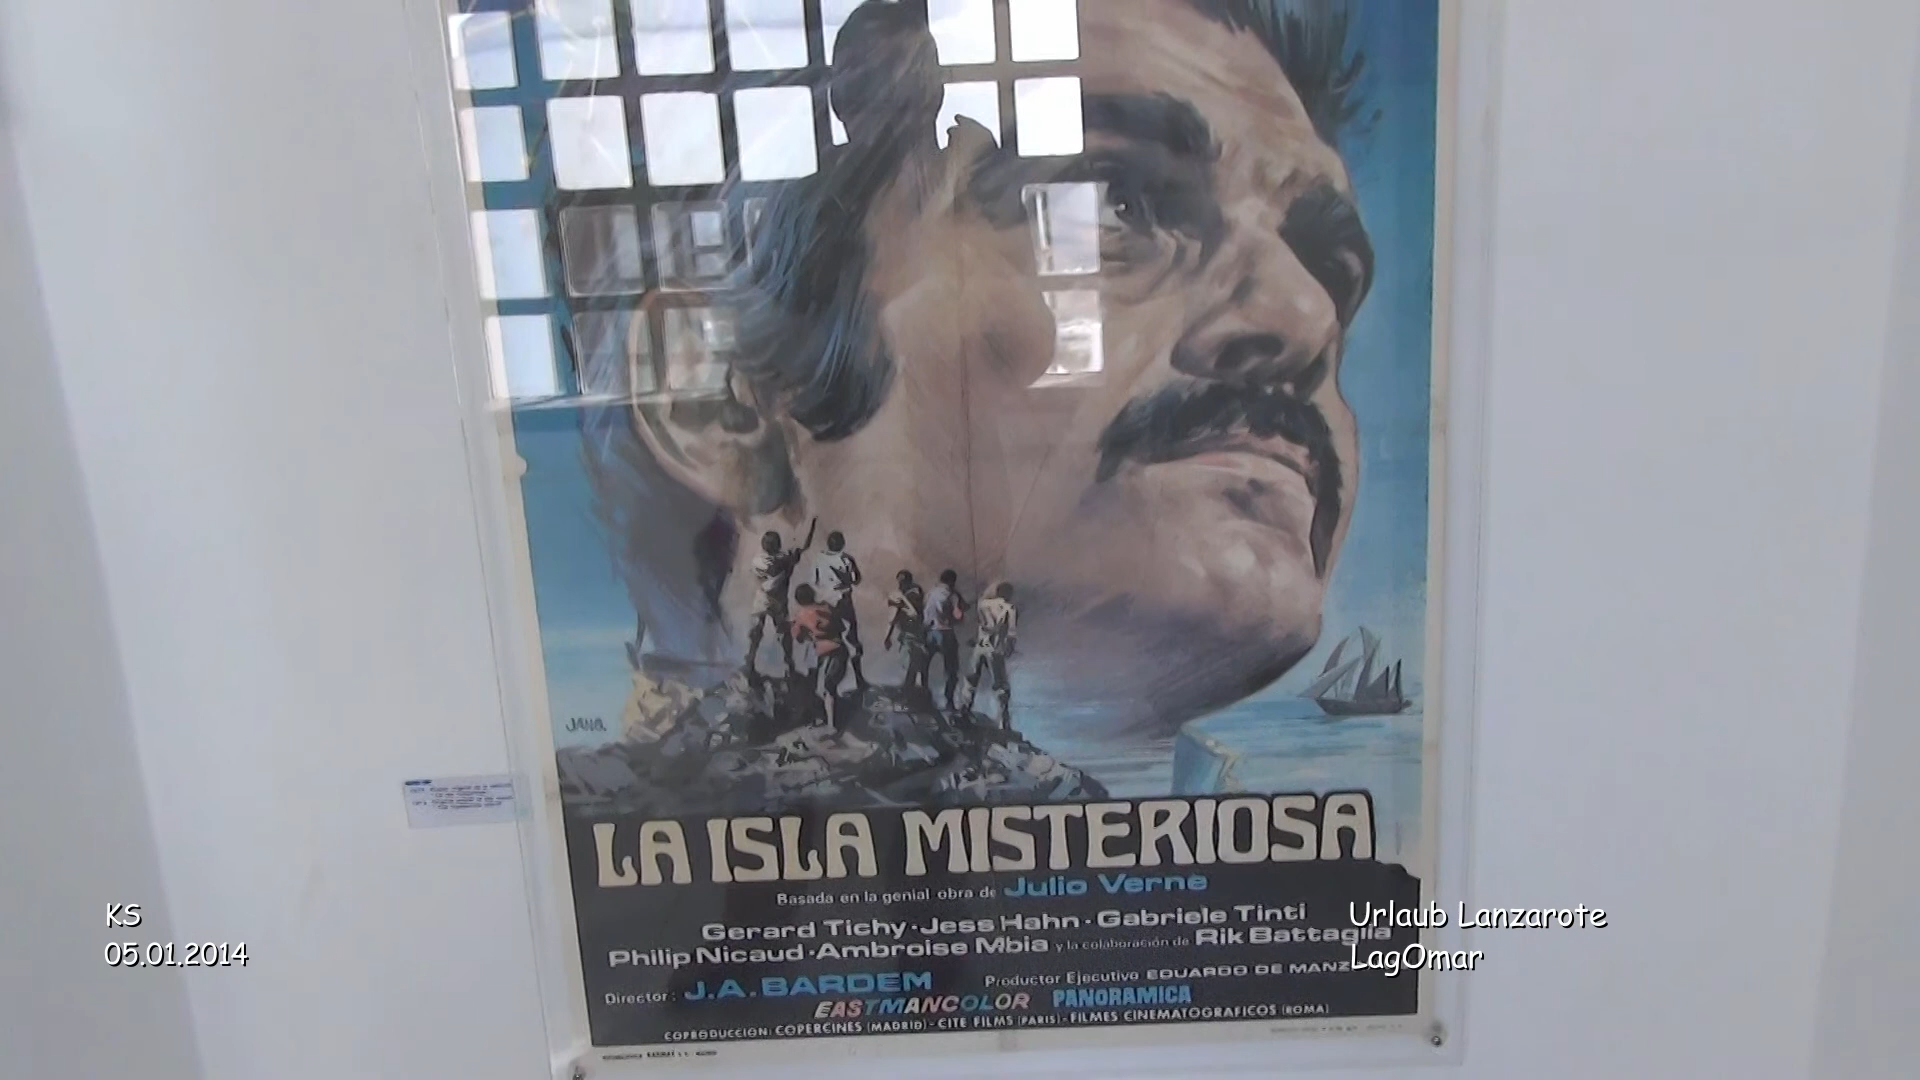 JANO.
LA ISLA MISTERIOSA
Basada en la genial obra de Julio Verne
Gerard Tichy · Jess Hahn · Gabriele Tinti
Philip Nicaud · Ambroise Mbia y la colaboración de Rik Battaglia
Director: J.A. BARDEM Productor Ejecutivo EDUARDO DE
EASTMANCOLOR PANORAMICA
COPRODUCCION: COPERCINES (MADRID) - CITE FILMS (PARIS) - FILMES CINEMATOGRAFICOS (ROMA)
KS
05.01.2014
Urlaub Lanzarote
LagOmar